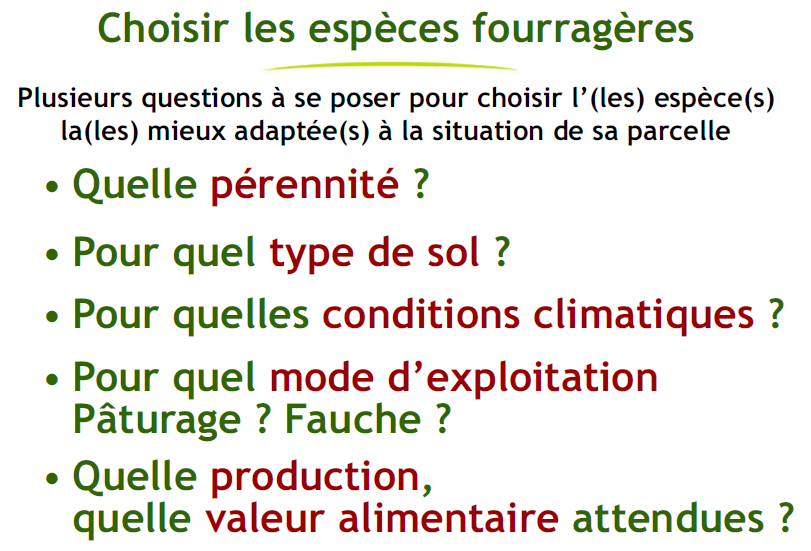 Choisir les espèces fourragères
Plusieurs questions à se poser pour choisir l’(les) espèce(s)
la(les) mieux adaptée(s) à la situation de sa parcelle
• Quelle pérennité ?
• Pour quel type de sol ?
• Pour quelles conditions climatiques ?
• Pour quel mode d’exploitation
Pâturage ? Fauche ?
• Quelle production,
quelle valeur alimentaire attendues ?